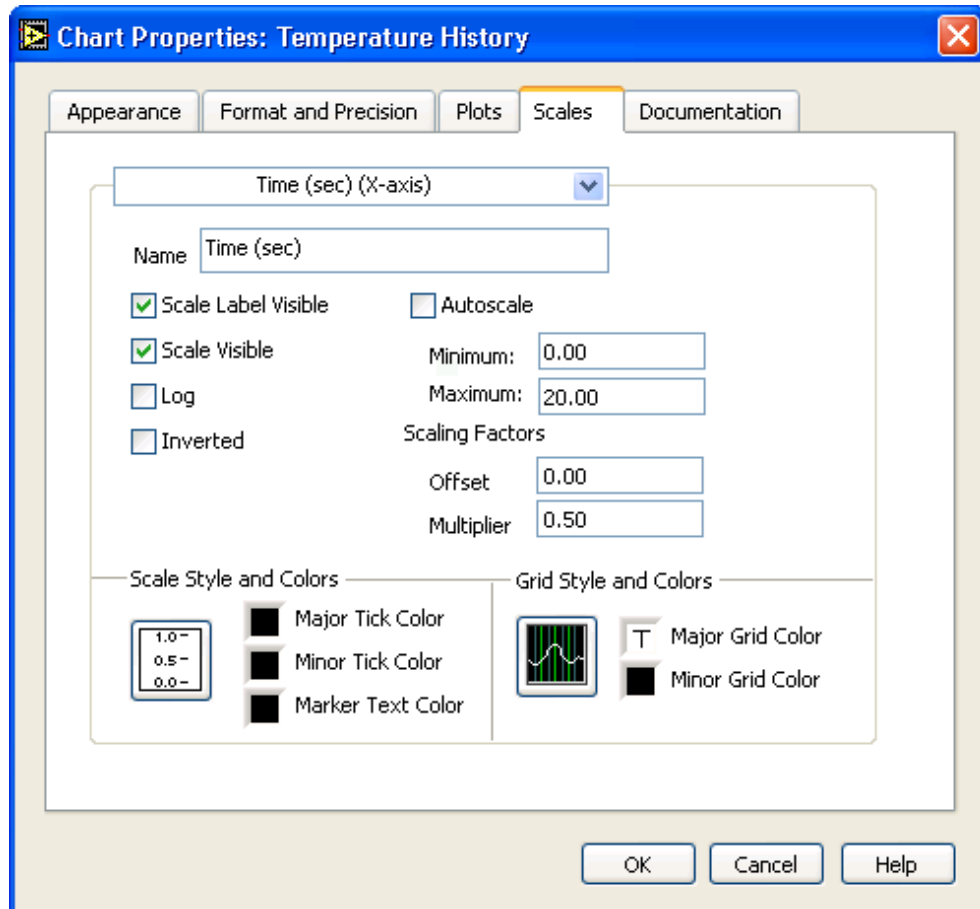 Chart Properties: Temperature History
Appearance Format and Precision Plots Scales Documentation
Time (sec) (X-axis)
Name Time (sec)
Scale Label Visible Autoscale
Scale Visible Minimum: 0.00
Log Maximum: 20.00
Inverted Scaling Factors
Offset 0.00
Multiplier 0.50
Scale Style and Colors Grid Style and Colors
1.0
0.5
0.0
Major Tick Color T Major Grid Color
Minor Tick Color Minor Grid Color
Marker Text Color
OK Cancel Help